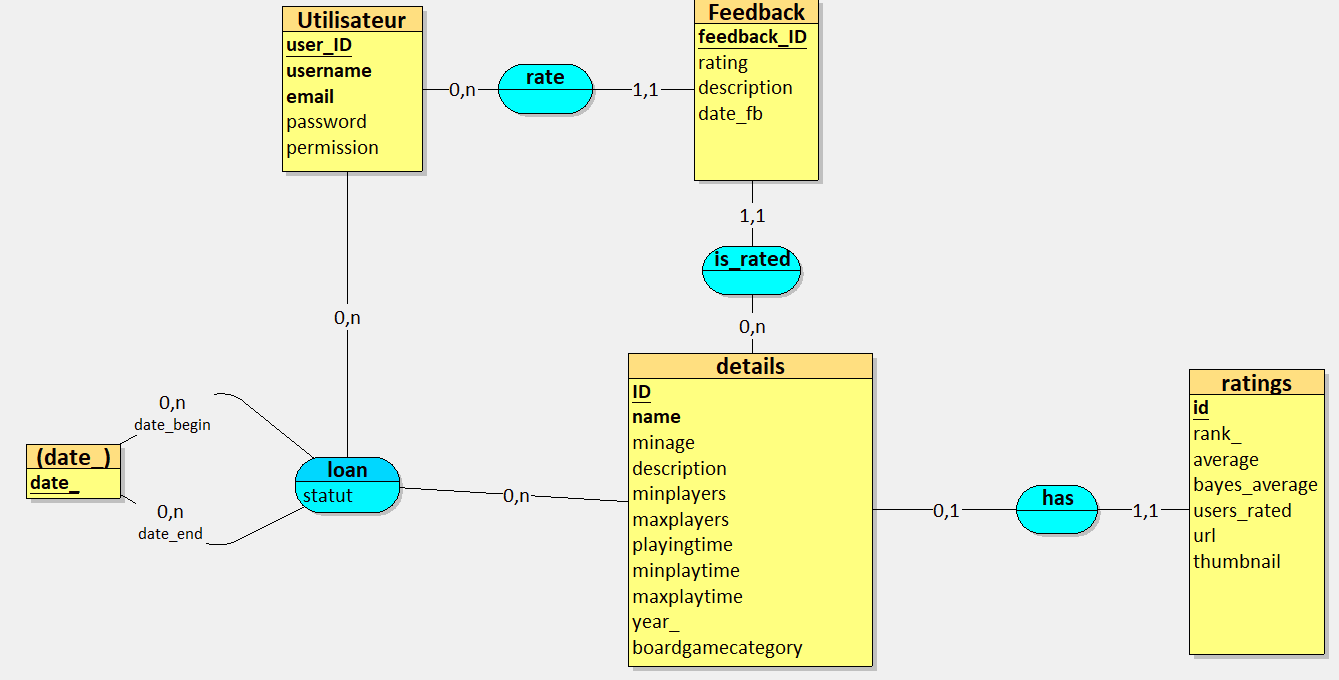 Utilisateur
user_ID
username
email
password
permission
0,n
rate
1,1
Feedback
feedback_ID
rating
description
date_fb
1,1
is_rated
0,n
0,n
details
ID
name
minage
description
minplayers
maxplayers
playingtime
minplaytime
maxplaytime
year_
boardgamecategory
0,n
date_begin
(date_)
date_
0,n
date_end
loan
statut
0,n
0,1
has
1,1
ratings
id
rank_
average
bayes_average
users_rated
url
thumbnail